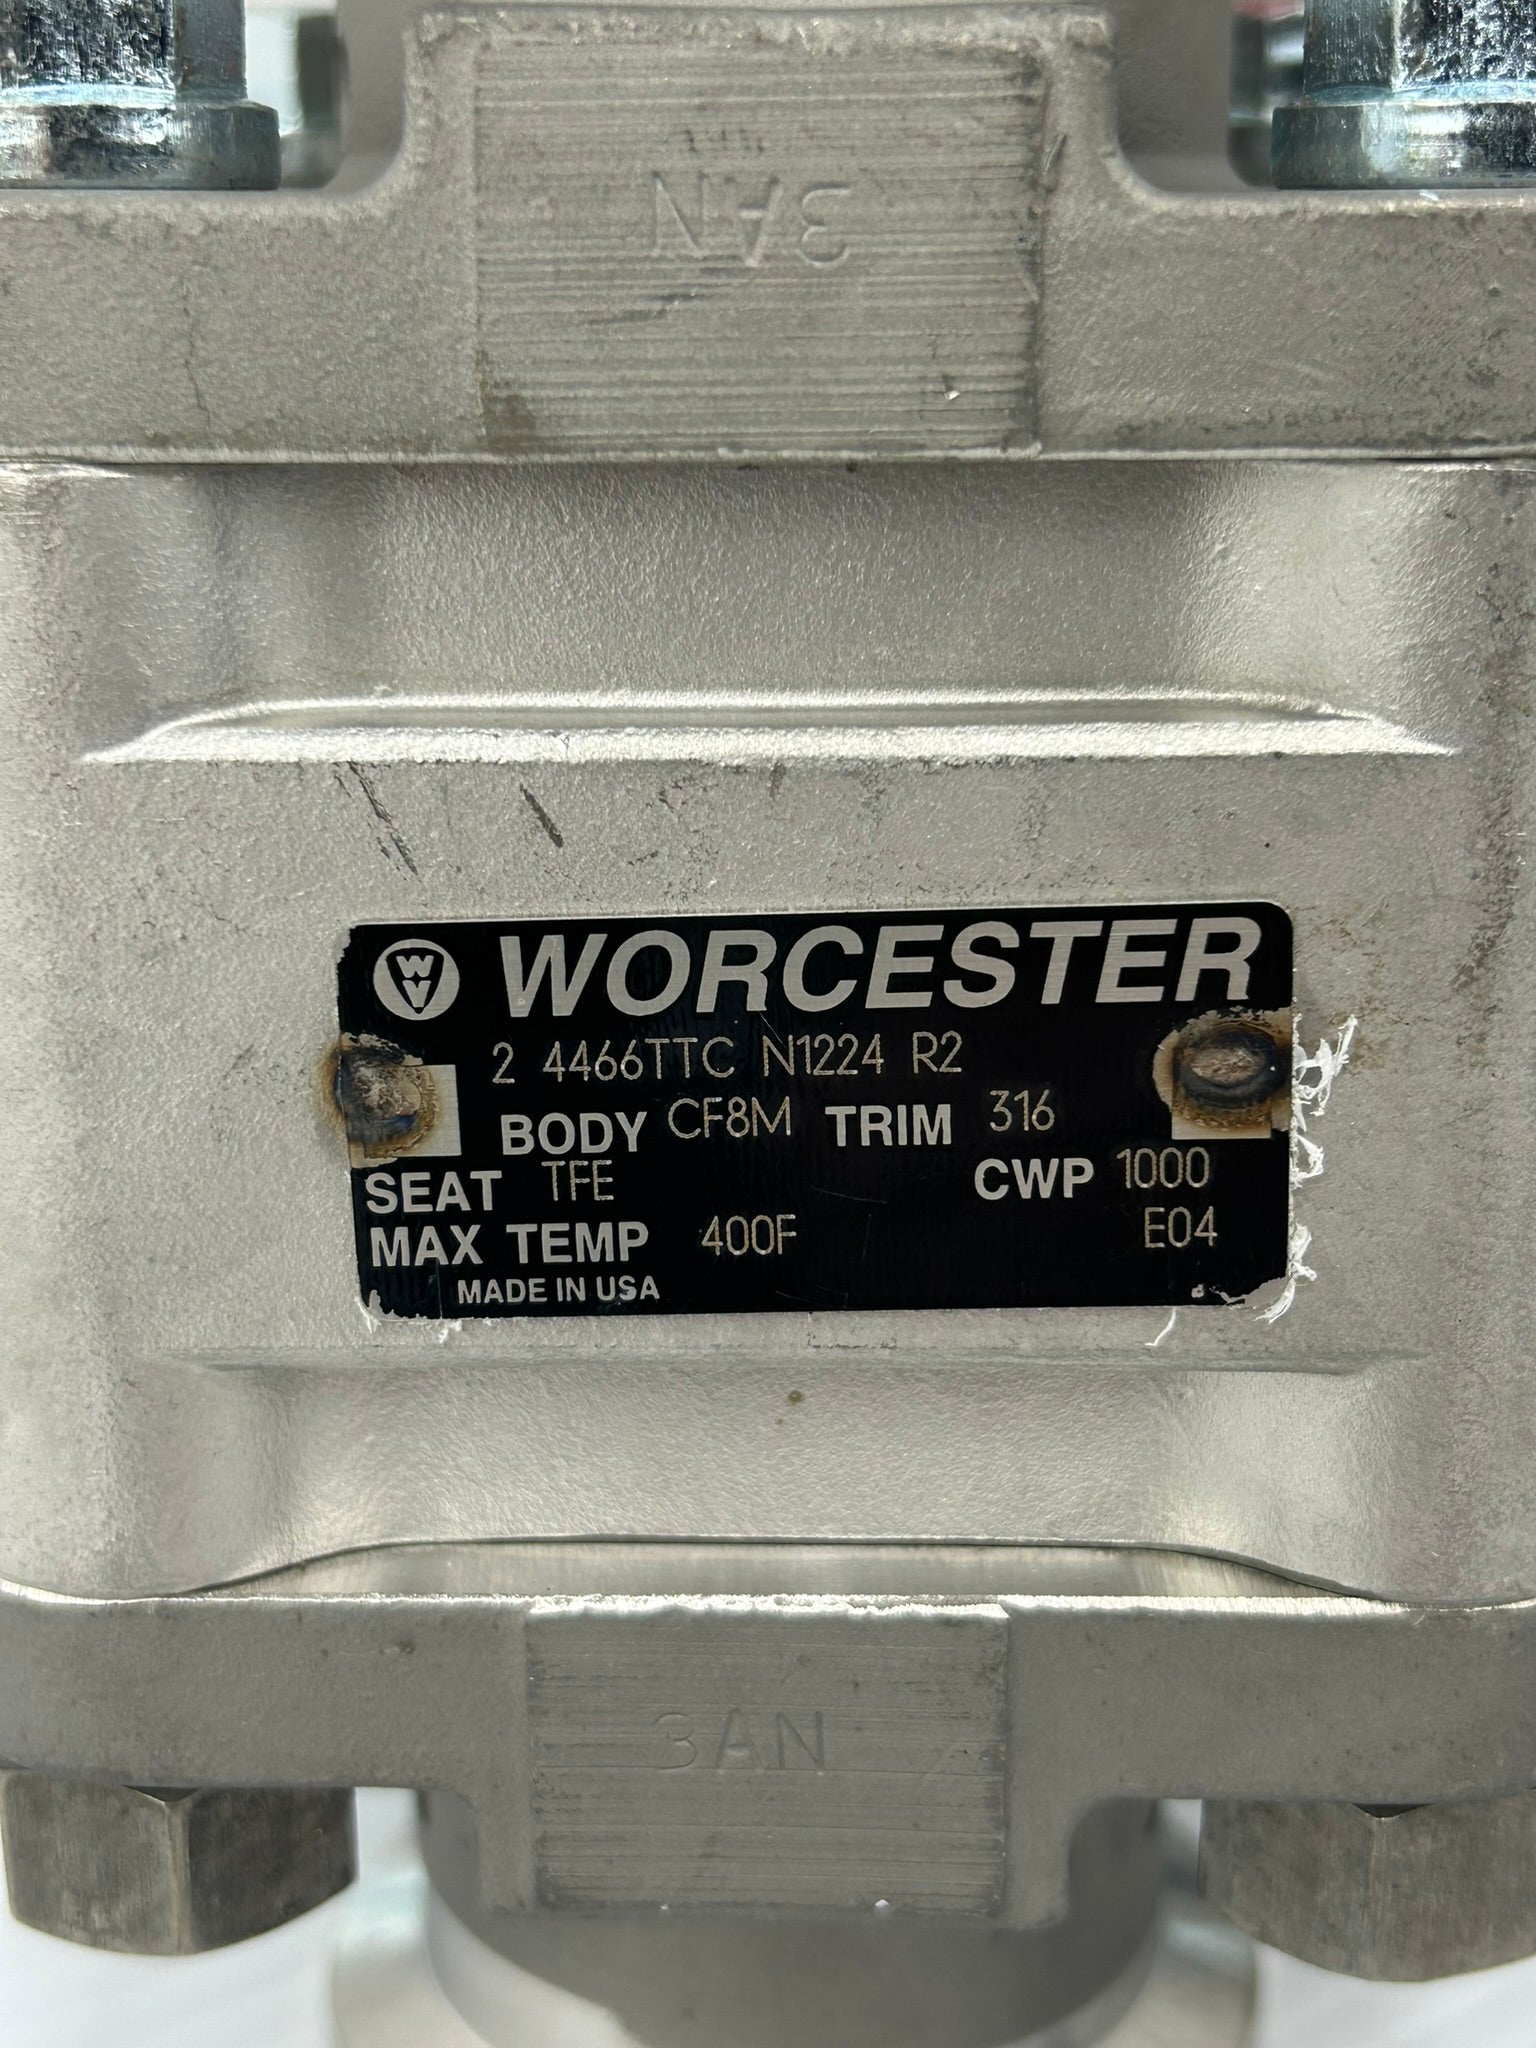 3AN
WORCESTER
2 4466TTC N1224 R2
BODY CF8M TRIM 316
SEAT TFE CWP 1000
MAX TEMP 400F E04
MADE IN USA
3AN